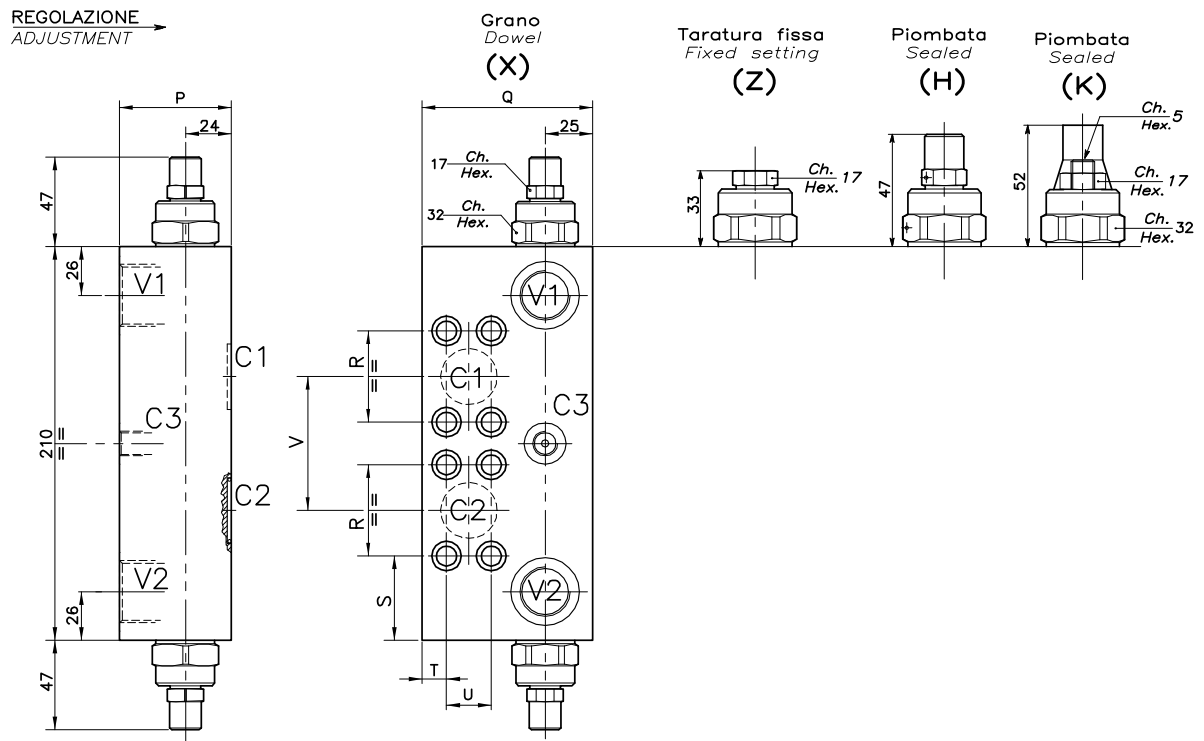 REGOLAZIONE
ADJUSTMENT
Grano
Dowel
(X)
Taratura fissa
Fixed setting
(Z)
Piombata
Sealed
(H)
Piombata
Sealed
(K)
P
24
47
26
V1
C1
C3
210
=
C2
V2
26
47
Q
25
17 Ch.
Hex.
32 Ch.
Hex.
V1
R
=
C1
C3
V
R
=
C2
S
V2
T
U
33
Ch. 17
Hex.
47
52
Ch. 5
Hex.
Ch. 17
Hex.
Ch. 32
Hex.